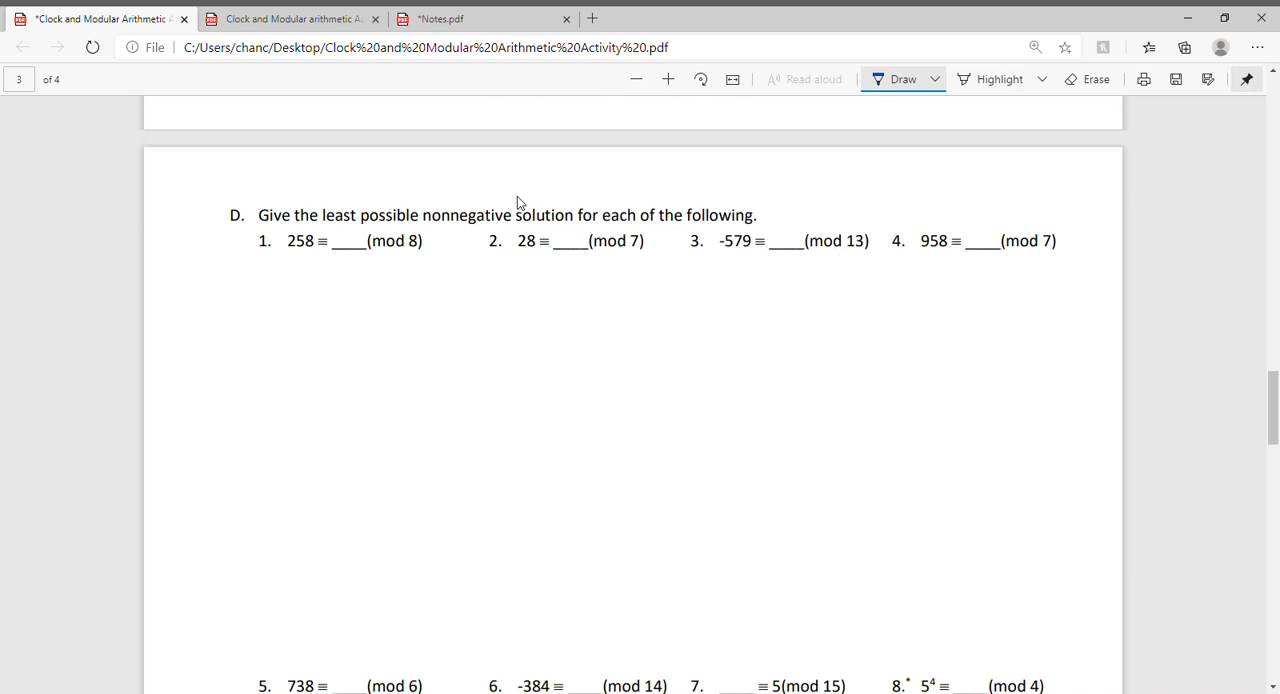 *Clock and Modular Arithmetic A
Clock and Modular arithmetic Ac
*Notes.pdf
File
C:/Users/chanc/Desktop/Clock%20and%20Modular%20Arithmetic%20Activity%20.pdf
3 of 4
Read aloud
Draw
Highlight
Erase
D. Give the least possible nonnegative solution for each of the following.
1. 258 ≡ ____(mod 8) 2. 28 ≡ ____(mod 7) 3. -579 ≡ ____(mod 13) 4. 958 ≡ ____(mod 7)
5. 738 ≡ ____(mod 6) 6. -384 ≡ ____(mod 14) 7. ____ ≡ 5(mod 15) 8. 5⁴ ≡ ____(mod 4)